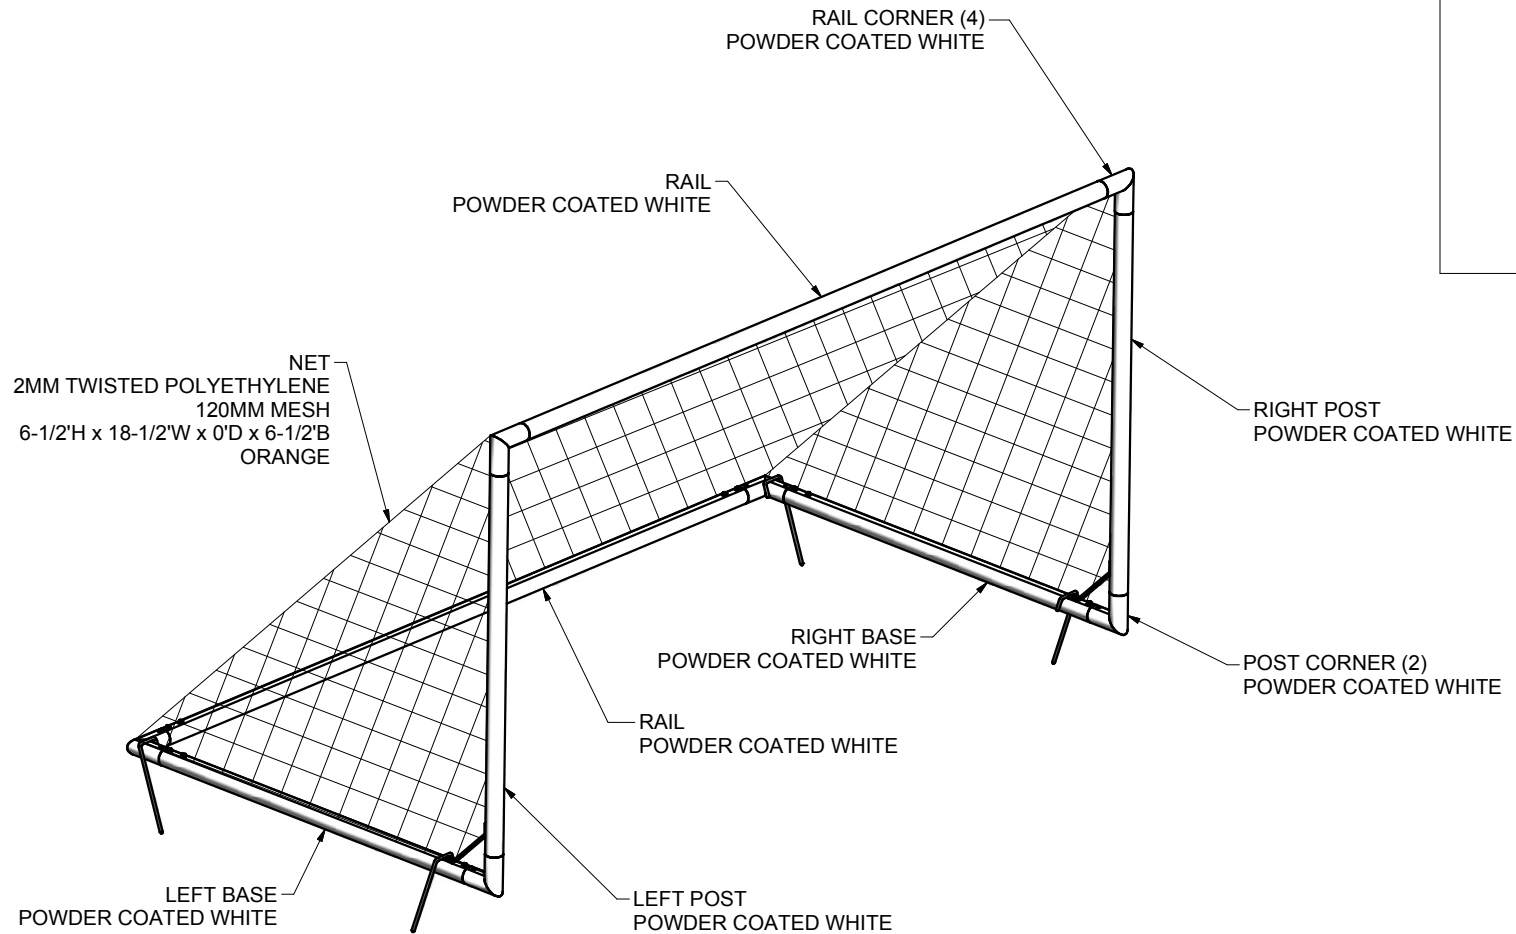 RAIL CORNER (4)
POWDER COATED WHITE
RAIL
POWDER COATED WHITE
NET
2MM TWISTED POLYETHYLENE
120MM MESH
6-1/2'H x 18-1/2'W x 0'D x 6-1/2'B
ORANGE
RIGHT POST
POWDER COATED WHITE
RIGHT BASE
POWDER COATED WHITE
POST CORNER (2)
POWDER COATED WHITE
RAIL
POWDER COATED WHITE
LEFT BASE
POWDER COATED WHITE
LEFT POST
POWDER COATED WHITE